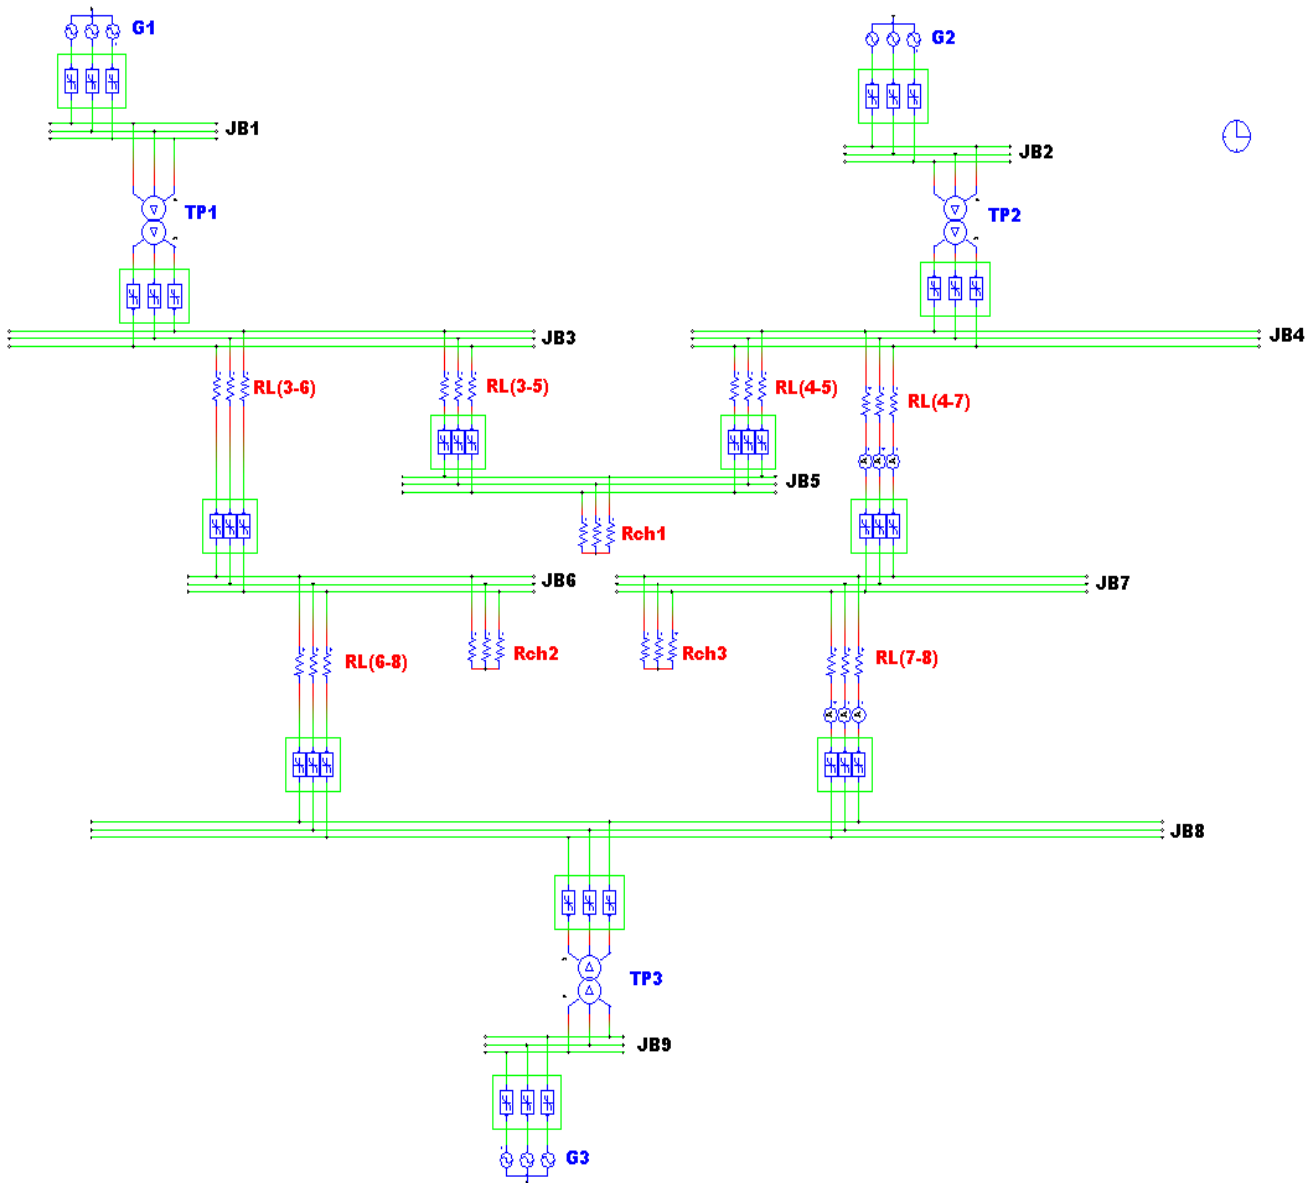 G1
G2
JB1
JB2
TP1
TP2
JB3
JB4
RL(3-6)
RL(3-5)
RL(4-5)
RL(4-7)
JB5
Rch1
JB6
JB7
RL(6-8)
Rch2
Rch3
RL(7-8)
JB8
TP3
JB9
G3